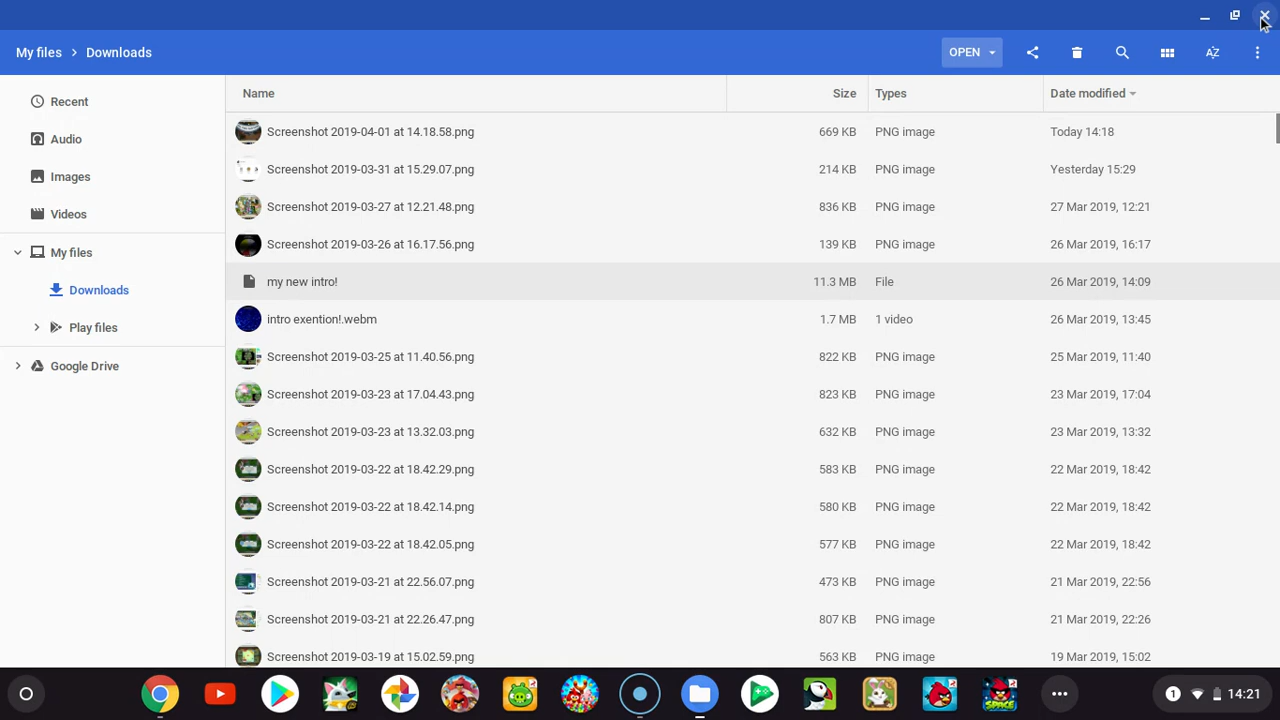 My files > Downloads
OPEN
AZ
Name Size Types Date modified
Recent
Audio
Images
Videos
My files
Downloads
Play files
Google Drive
Screenshot 2019-04-01 at 14.18.58.png 669 KB PNG image Today 14:18
Screenshot 2019-03-31 at 15.29.07.png 214 KB PNG image Yesterday 15:29
Screenshot 2019-03-27 at 12.21.48.png 836 KB PNG image 27 Mar 2019, 12:21
Screenshot 2019-03-26 at 16.17.56.png 139 KB PNG image 26 Mar 2019, 16:17
my new intro! 11.3 MB File 26 Mar 2019, 14:09
intro exention!.webm 1.7 MB 1 video 26 Mar 2019, 13:45
Screenshot 2019-03-25 at 11.40.56.png 822 KB PNG image 25 Mar 2019, 11:40
Screenshot 2019-03-23 at 17.04.43.png 823 KB PNG image 23 Mar 2019, 17:04
Screenshot 2019-03-23 at 13.32.03.png 632 KB PNG image 23 Mar 2019, 13:32
Screenshot 2019-03-22 at 18.42.29.png 583 KB PNG image 22 Mar 2019, 18:42
Screenshot 2019-03-22 at 18.42.14.png 580 KB PNG image 22 Mar 2019, 18:42
Screenshot 2019-03-22 at 18.42.05.png 577 KB PNG image 22 Mar 2019, 18:42
Screenshot 2019-03-21 at 22.56.07.png 473 KB PNG image 21 Mar 2019, 22:56
Screenshot 2019-03-21 at 22.26.47.png 807 KB PNG image 21 Mar 2019, 22:26
Screenshot 2019-03-19 at 15.02.59.png 563 KB PNG image 19 Mar 2019, 15:02
SPACE
1 14:21